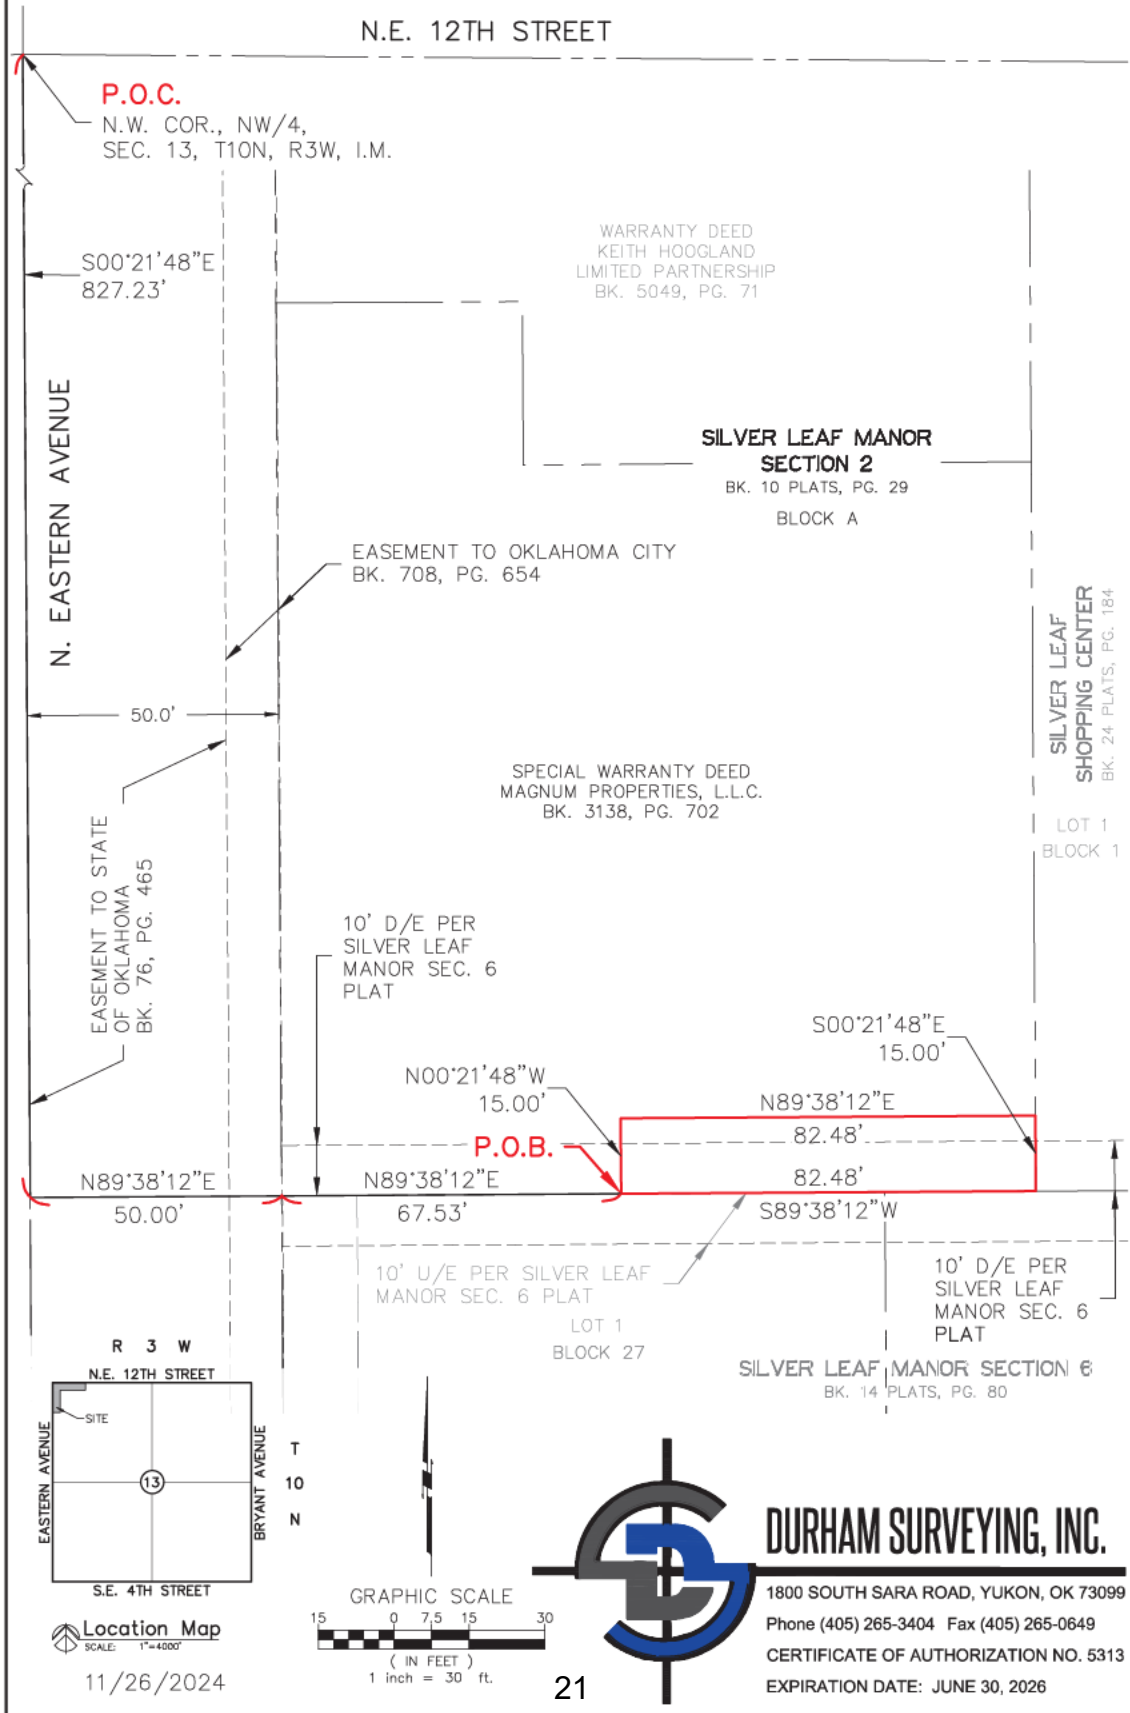 N.E. 12TH STREET
P.O.C.
N.W. COR., NW/4,
SEC. 13, T10N, R3W, I.M.
S00°21'48"E
827.23'
WARRANTY DEED
KEITH HOOGLAND
LIMITED PARTNERSHIP
BK. 5049, PG. 71
N. EASTERN AVENUE
SILVER LEAF MANOR
SECTION 2
BK. 10 PLATS, PG. 29
BLOCK A
EASEMENT TO OKLAHOMA CITY
BK. 708, PG. 654
SILVER LEAF
SHOPPING CENTER
BK. 24 PLATS, PG. 184
LOT 1
BLOCK 1
50.0'
SPECIAL WARRANTY DEED
MAGNUM PROPERTIES, L.L.C.
BK. 3138, PG. 702
EASEMENT TO STATE
OF OKLAHOMA
BK. 76, PG. 465
10' D/E PER
SILVER LEAF
MANOR SEC. 6
PLAT
S00°21'48"E
15.00'
N00°21'48"W
15.00'
N89°38'12"E
82.48'
P.O.B.
82.48'
S89°38'12"W
N89°38'12"E
50.00'
N89°38'12"E
67.53'
10' U/E PER SILVER LEAF
MANOR SEC. 6 PLAT
LOT 1
BLOCK 27
10' D/E PER
SILVER LEAF
MANOR SEC. 6
PLAT
SILVER LEAF MANOR SECTION 6
BK. 14 PLATS, PG. 80
R 3 W
N.E. 12TH STREET
SITE
EASTERN AVENUE
13
BRYANT AVENUE
T
10
N
S.E. 4TH STREET
Location Map
SCALE: 1"=4000'
11/26/2024
GRAPHIC SCALE
15 0 7.5 15 30
( IN FEET )
1 inch = 30 ft.
21
DURHAM SURVEYING, INC.
1800 SOUTH SARA ROAD, YUKON, OK 73099
Phone (405) 265-3404 Fax (405) 265-0649
CERTIFICATE OF AUTHORIZATION NO. 5313
EXPIRATION DATE: JUNE 30, 2026